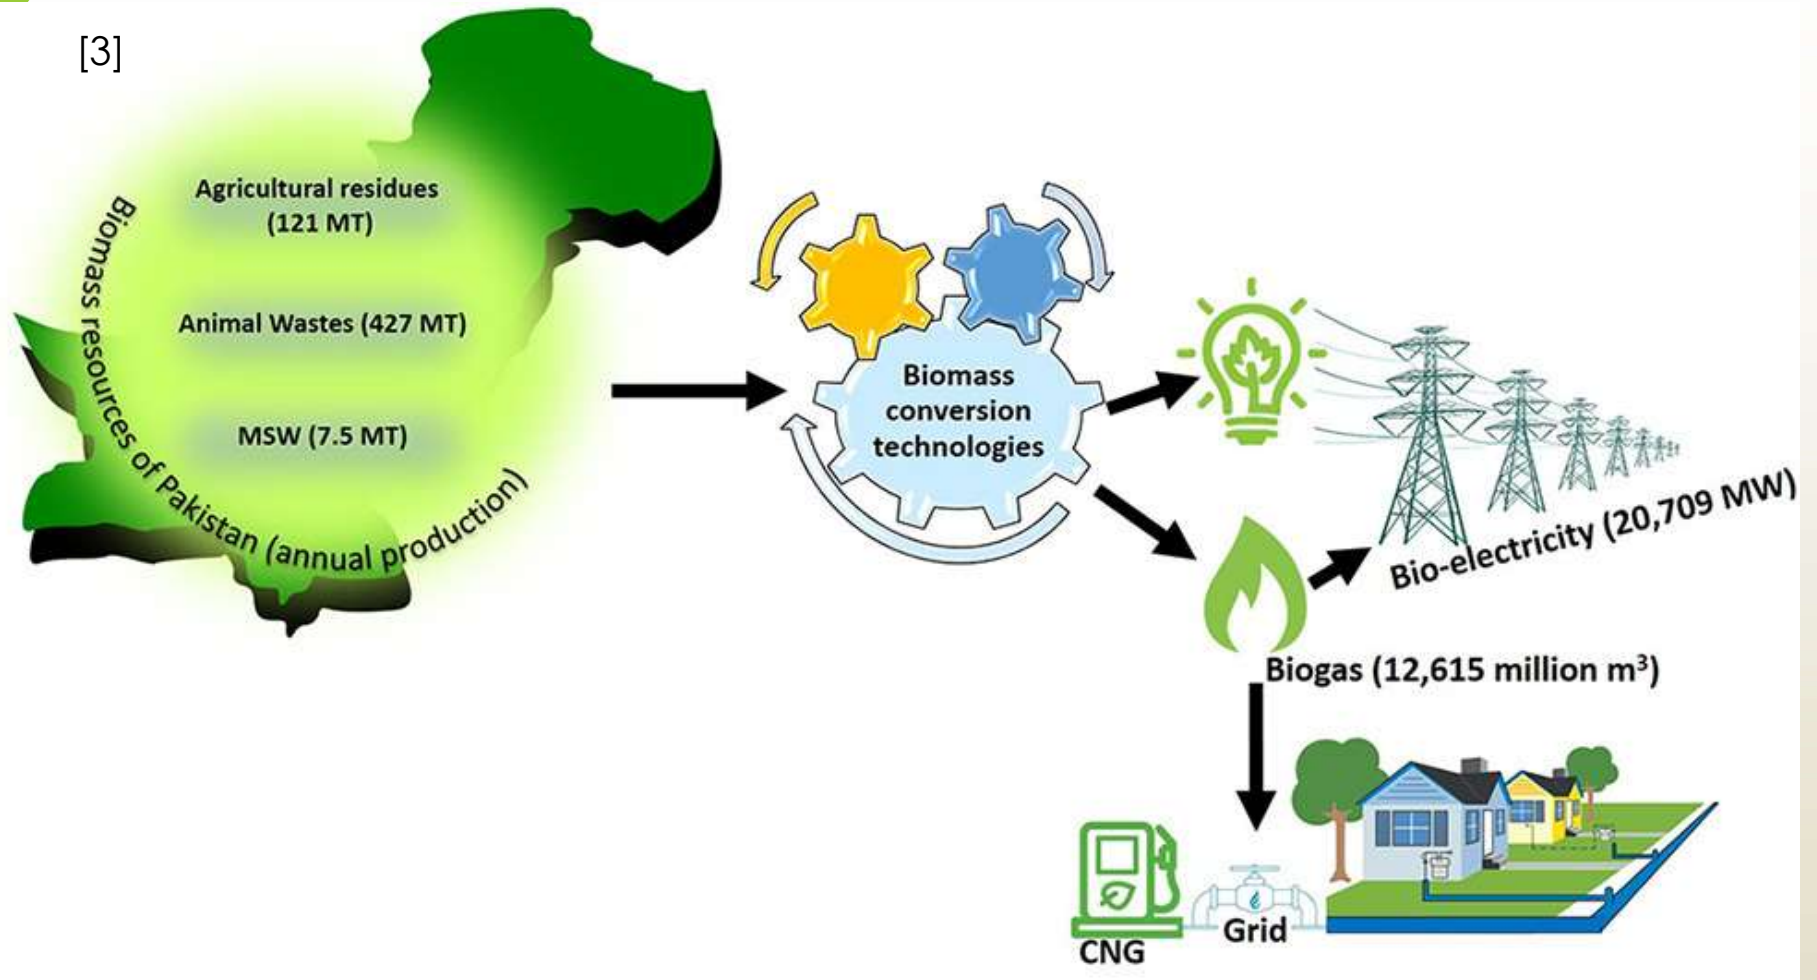 [3]
Biomass resources of Pakistan (annual production)
Agricultural residues
(121 MT)
Animal Wastes (427 MT)
MSW (7.5 MT)
Biomass
conversion
technologies
Bio-electricity (20,709 MW)
Biogas (12,615 million m³)
Grid
CNG